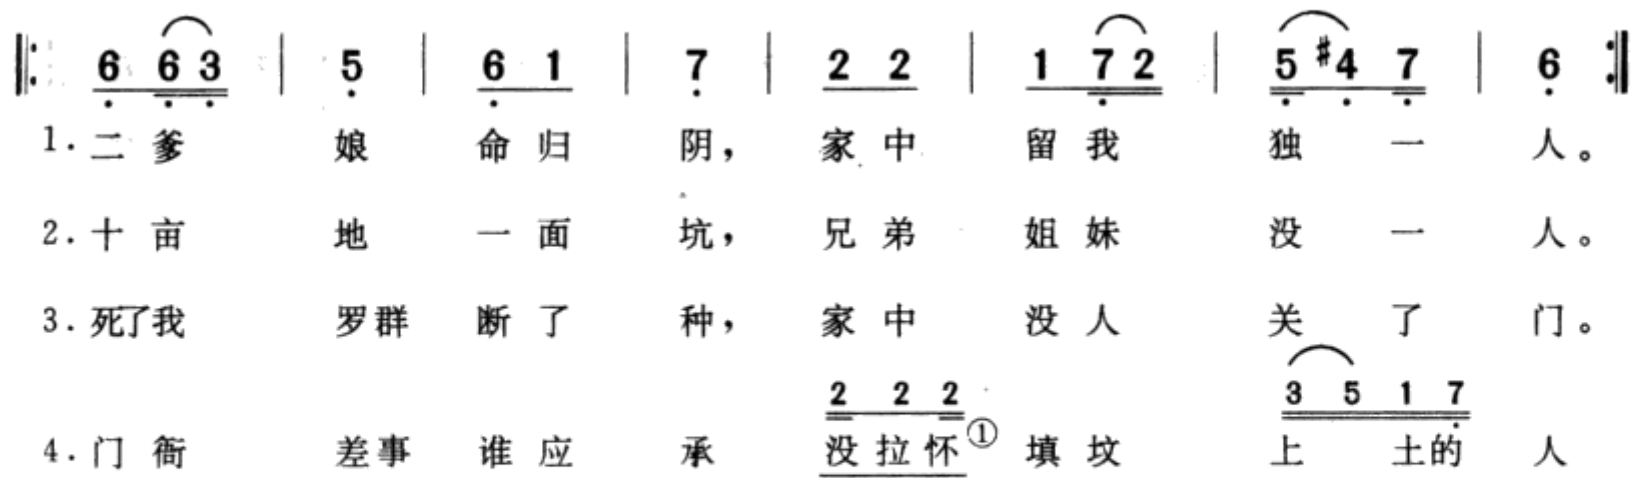 6 6 3 5 6 1 7 2 2 1 7 2 5 #4 7 6
1.二爹娘命归阴，家中留我独一人。
2.十亩地一面坑，兄弟姐妹没一人。
3.死了我罗群断了种，家中没人关了门。
2 2 2 3 5 1 7
4.门衙差事谁应承没拉怀①填坟上土的人